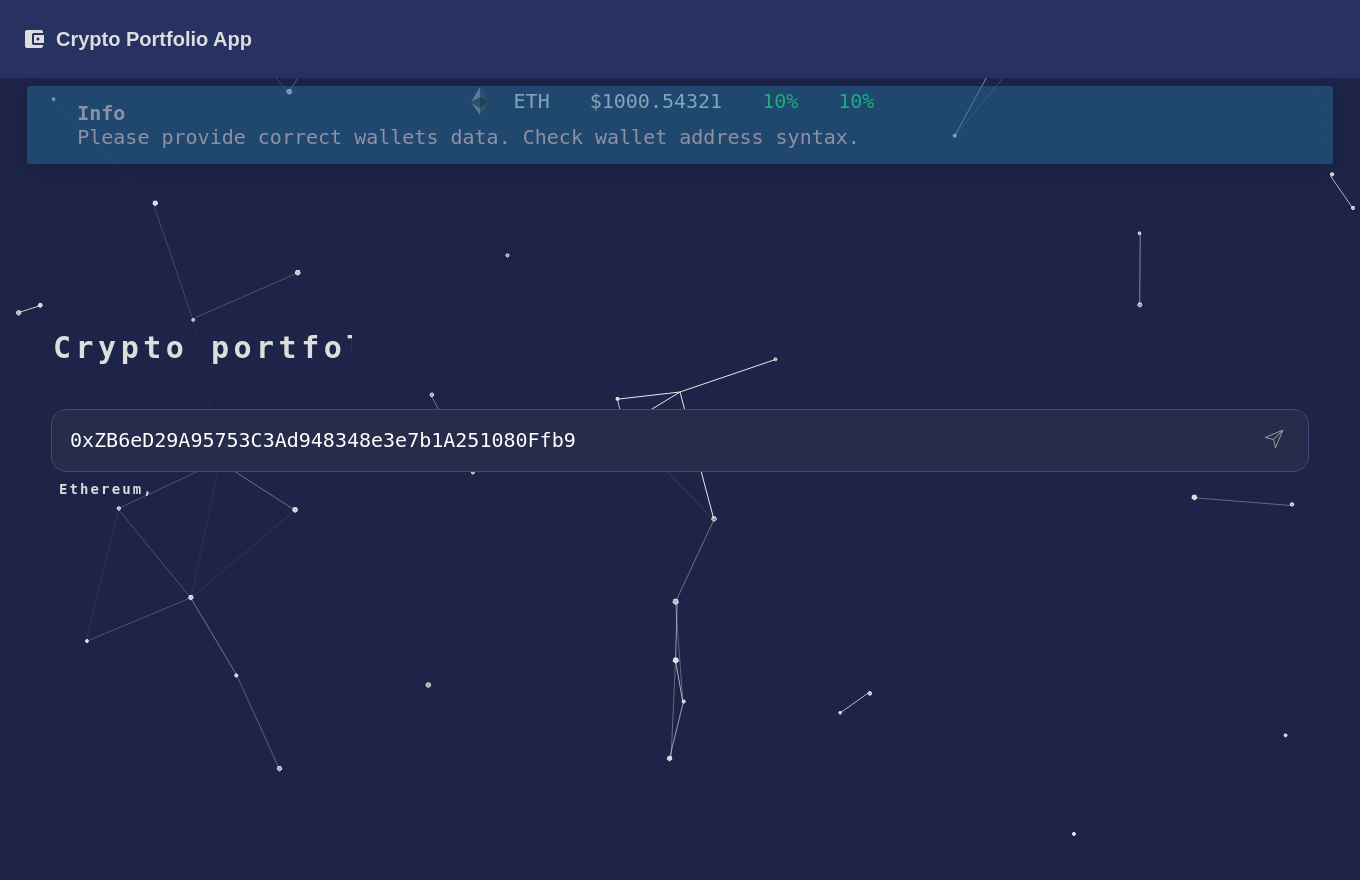 Crypto Portfolio App
ETH $1000.54321 10% 10%
Info
Please provide correct wallets data. Check wallet address syntax.
Crypto portfo
0xZB6eD29A95753C3Ad948348e3e7b1A251080Ffb9
Ethereum,